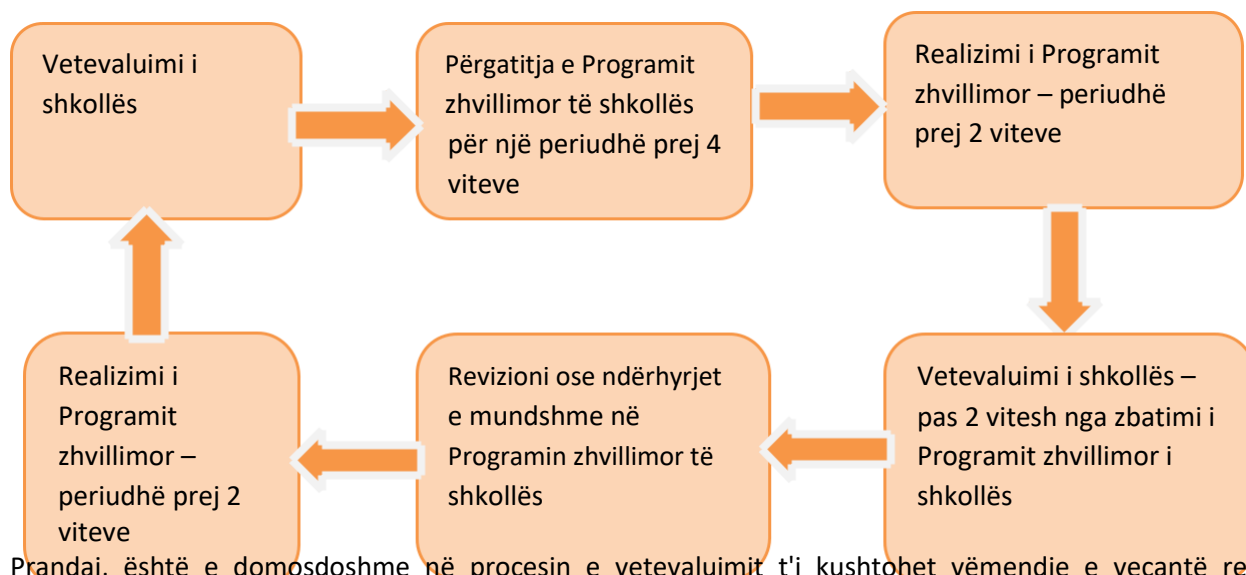 Vetevaluimi i
shkollës
Përgatitja e Programit
zhvillimor të shkollës
për një periudhë prej 4
viteve
Realizimi i Programit
zhvillimor – periudhë
prej 2 viteve
Vetevaluimi i shkollës –
pas 2 vitesh nga zbatimi i
Programit zhvillimor i
shkollës
Revizioni ose ndërhyrjet
e mundshme në
Programin zhvillimor të
shkollës
Realizimi i
Programit
zhvillimor –
periudhë prej 2
viteve
Prandaj, është e domosdoshme në procesin e vetevaluimit t'i kushtohet vëmendje e veçantë